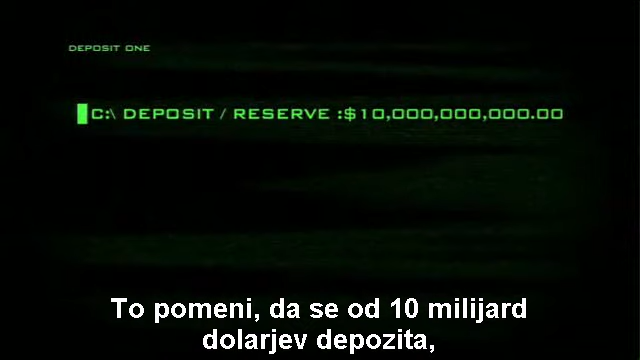 DEPOSIT ONE
C:\ DEPOSIT / RESERVE :$10,000,000,000.00
To pomeni, da se od 10 milijard
dolarjev depozita,